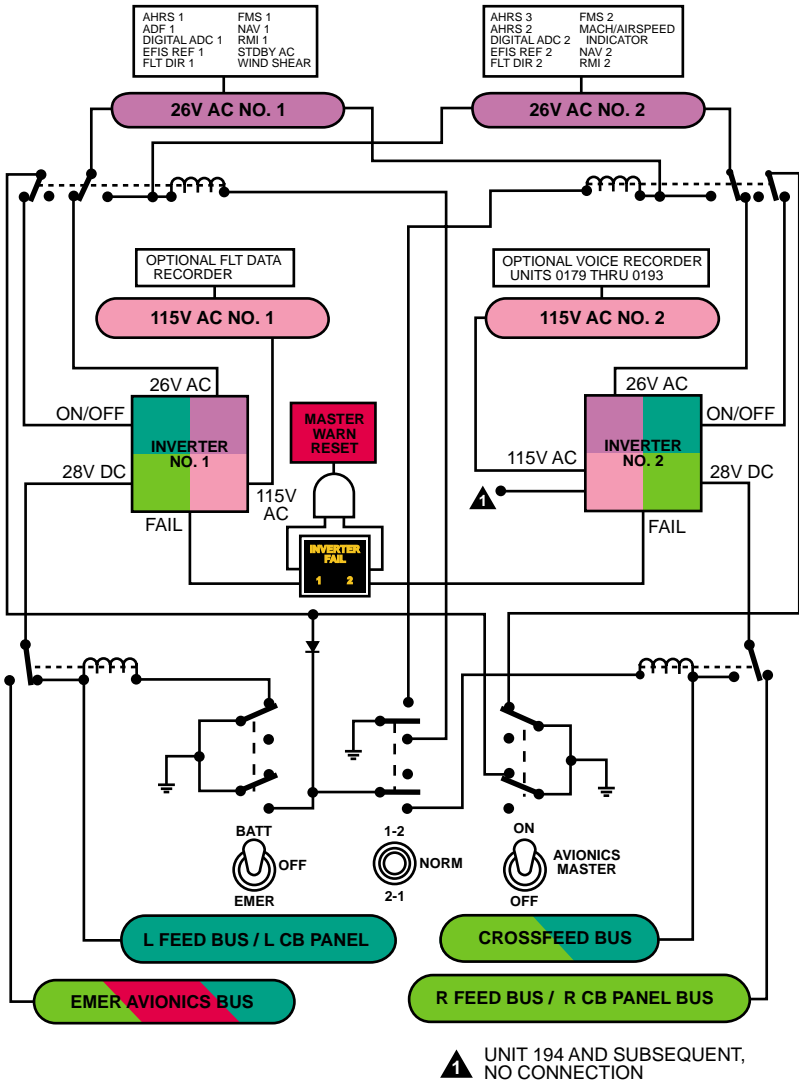 AHRS 1 FMS 1
ADF 1 NAV 1
DIGITAL ADC 1 RMI 1
EFIS REF 1 STDBY AC
FLT DIR 1 WIND SHEAR
AHRS 3 FMS 2
AHRS 2 MACH/AIRSPEED
DIGITAL ADC 2 INDICATOR
EFIS REF 2 NAV 2
FLT DIR 2 RMI 2
26V AC NO. 1
26V AC NO. 2
OPTIONAL FLT DATA
RECORDER
OPTIONAL VOICE RECORDER
UNITS 0179 THRU 0193
115V AC NO. 1
115V AC NO. 2
26V AC
ON/OFF
INVERTER
NO. 1
28V DC
115V
AC
FAIL
MASTER
WARN
RESET
INVERTER
FAIL
1 2
26V AC
ON/OFF
115V AC
INVERTER
NO. 2
28V DC
1
FAIL
BATT
OFF
EMER
1-2
NORM
2-1
ON
AVIONICS
MASTER
OFF
L FEED BUS / L CB PANEL
CROSSFEED BUS
EMER AVIONICS BUS
R FEED BUS / R CB PANEL BUS
1 UNIT 194 AND SUBSEQUENT,
NO CONNECTION